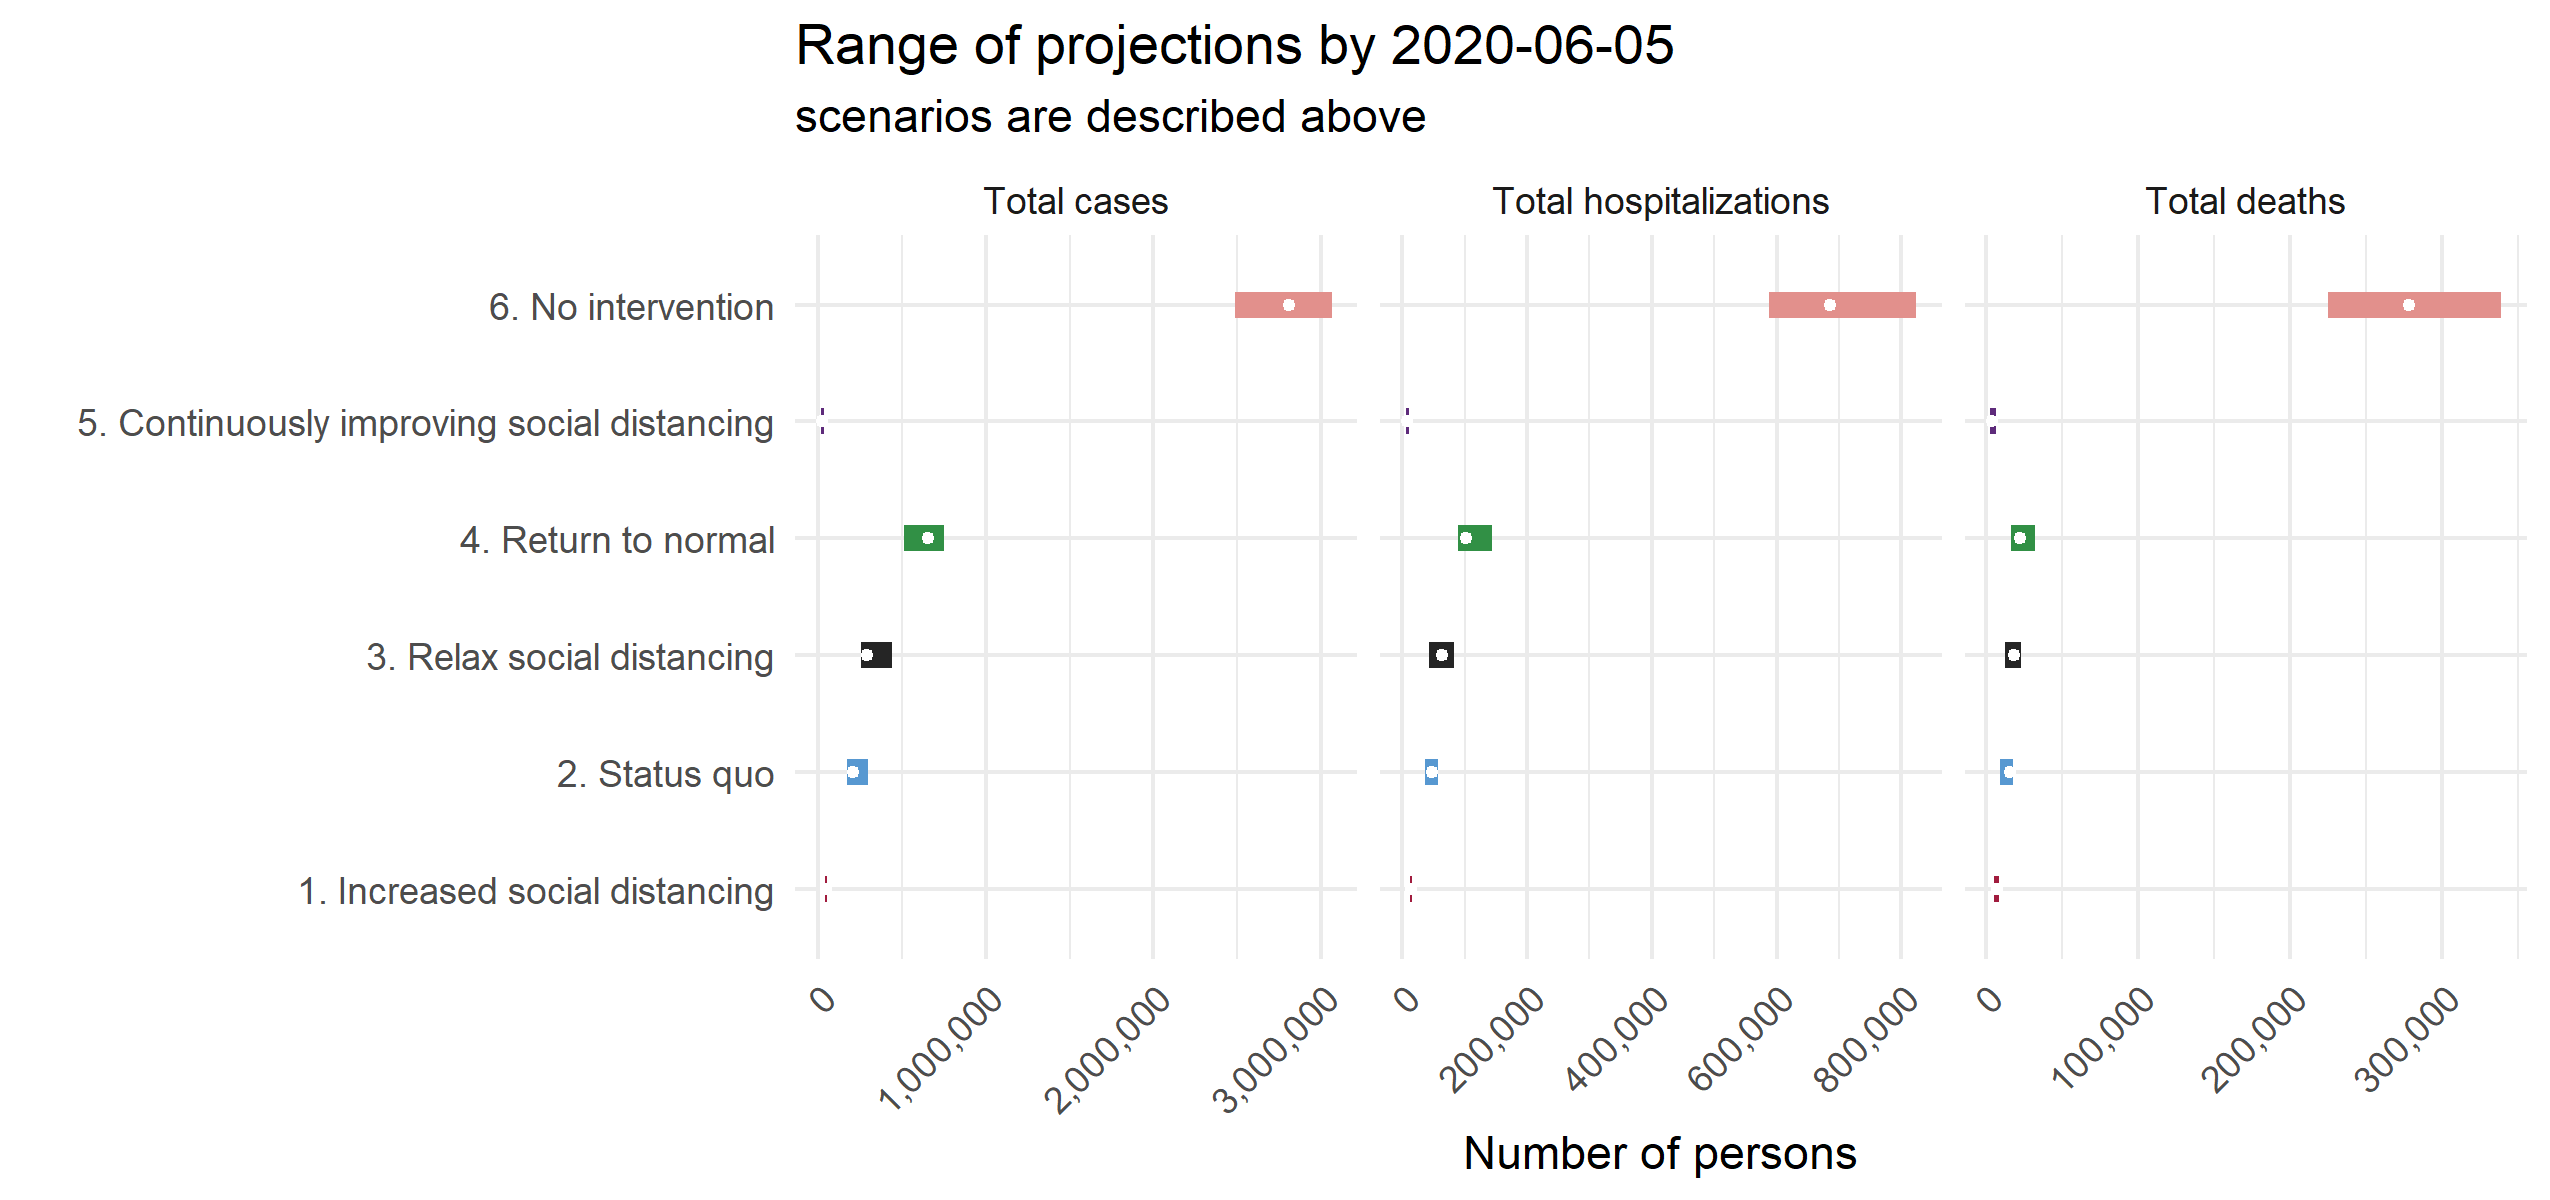 Range of projections by 2020-06-05
scenarios are described above
Total cases
Total hospitalizations
Total deaths
6. No intervention
5. Continuously improving social distancing
4. Return to normal
3. Relax social distancing
2. Status quo
1. Increased social distancing
0
1,000,000
2,000,000
3,000,000
0
200,000
400,000
600,000
800,000
0
100,000
200,000
300,000
Number of persons